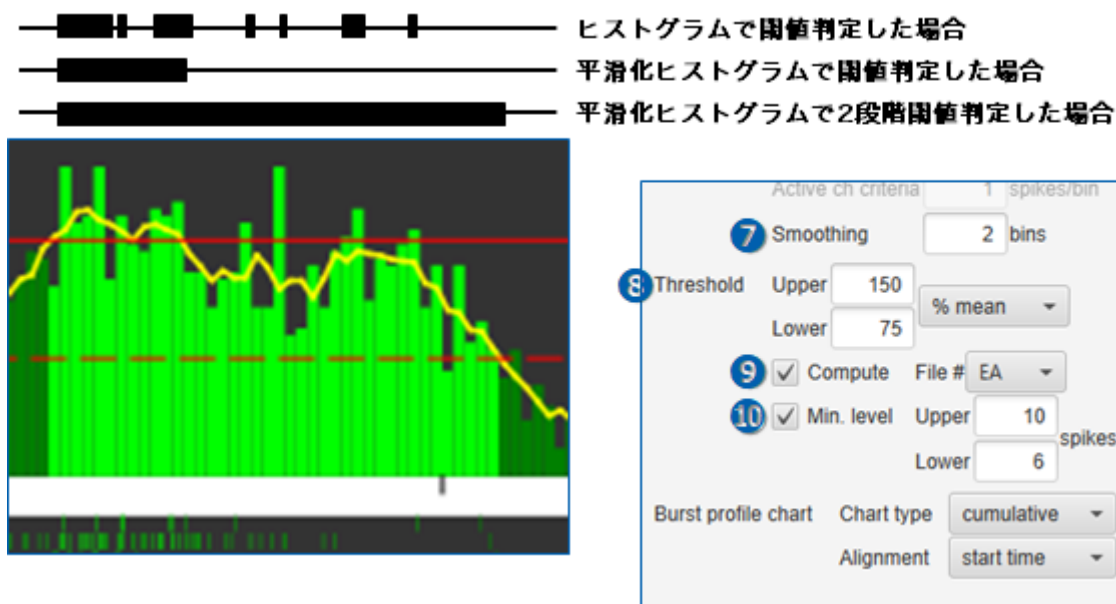 ヒストグラムで閾値判定した場合
平滑化ヒストグラムで閾値判定した場合
平滑化ヒストグラムで2段階閾値判定した場合
Active ch criteria 1 spikes/bin
7 Smoothing 2 bins
8 Threshold Upper 150
% mean
Lower 75
9 Compute File # EA
10 Min. level Upper 10
spikes
Lower 6
Burst profile chart Chart type cumulative
Alignment start time